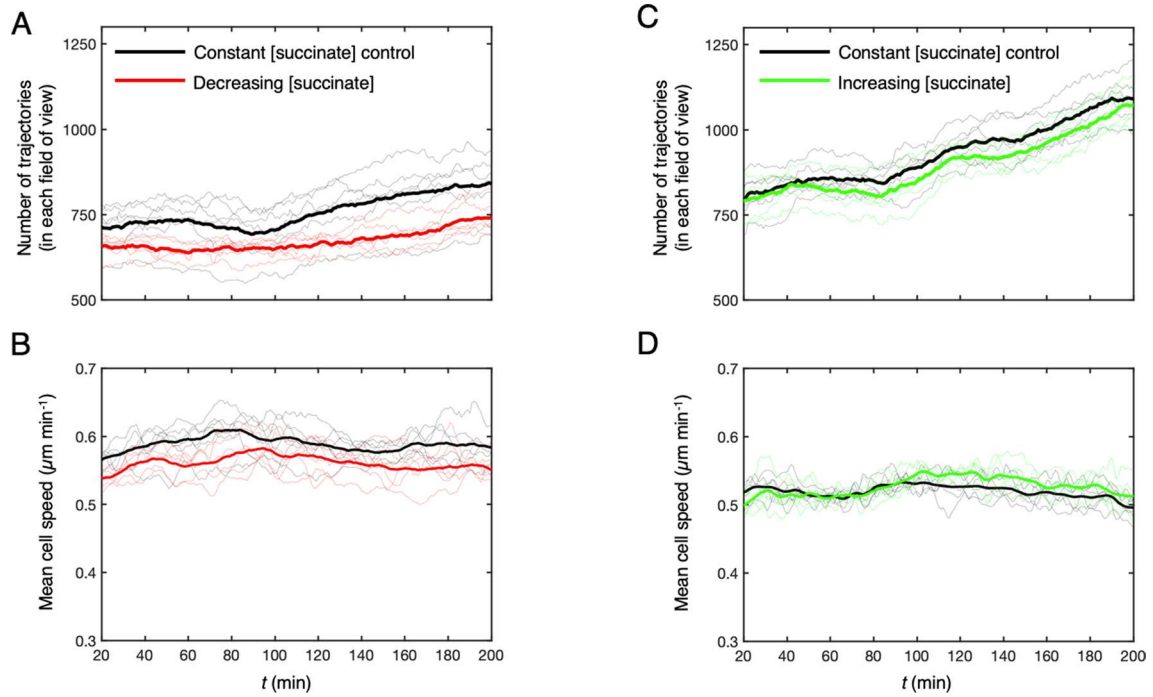 A
1250
1000
750
500
Number of trajectories
(in each field of view)
Constant [succinate] control
Decreasing [succinate]
C
1250
1000
750
500
Number of trajectories
(in each field of view)
Constant [succinate] control
Increasing [succinate]
B
0.7
0.6
0.5
0.4
0.3
Mean cell speed (µm min⁻¹)
20 40 60 80 100 120 140 160 180 200
t (min)
D
0.7
0.6
0.5
0.4
0.3
Mean cell speed (µm min⁻¹)
20 40 60 80 100 120 140 160 180 200
t (min)